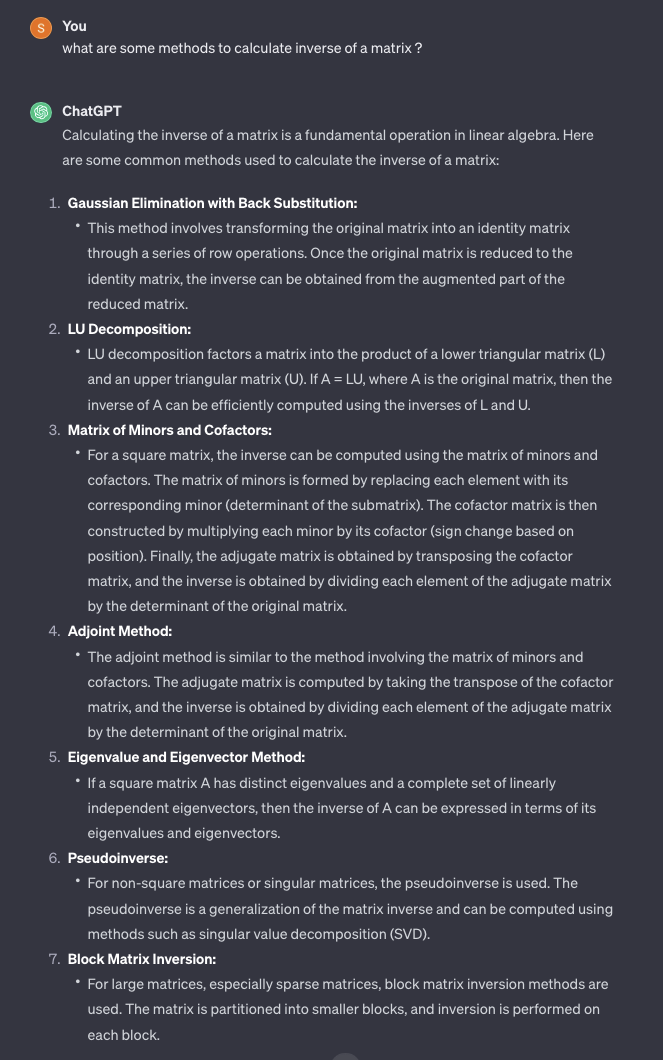 S
You
what are some methods to calculate inverse of a matrix ?
ChatGPT
Calculating the inverse of a matrix is a fundamental operation in linear algebra. Here
are some common methods used to calculate the inverse of a matrix:
1. Gaussian Elimination with Back Substitution:
• This method involves transforming the original matrix into an identity matrix
through a series of row operations. Once the original matrix is reduced to the
identity matrix, the inverse can be obtained from the augmented part of the
reduced matrix.
2. LU Decomposition:
• LU decomposition factors a matrix into the product of a lower triangular matrix (L)
and an upper triangular matrix (U). If A = LU, where A is the original matrix, then the
inverse of A can be efficiently computed using the inverses of L and U.
3. Matrix of Minors and Cofactors:
• For a square matrix, the inverse can be computed using the matrix of minors and
cofactors. The matrix of minors is formed by replacing each element with its
corresponding minor (determinant of the submatrix). The cofactor matrix is then
constructed by multiplying each minor by its cofactor (sign change based on
position). Finally, the adjugate matrix is obtained by transposing the cofactor
matrix, and the inverse is obtained by dividing each element of the adjugate matrix
by the determinant of the original matrix.
4. Adjoint Method:
• The adjoint method is similar to the method involving the matrix of minors and
cofactors. The adjugate matrix is computed by taking the transpose of the cofactor
matrix, and the inverse is obtained by dividing each element of the adjugate matrix
by the determinant of the original matrix.
5. Eigenvalue and Eigenvector Method:
• If a square matrix A has distinct eigenvalues and a complete set of linearly
independent eigenvectors, then the inverse of A can be expressed in terms of its
eigenvalues and eigenvectors.
6. Pseudoinverse:
• For non-square matrices or singular matrices, the pseudoinverse is used. The
pseudoinverse is a generalization of the matrix inverse and can be computed using
methods such as singular value decomposition (SVD).
7. Block Matrix Inversion:
• For large matrices, especially sparse matrices, block matrix inversion methods are
used. The matrix is partitioned into smaller blocks, and inversion is performed on
each block.